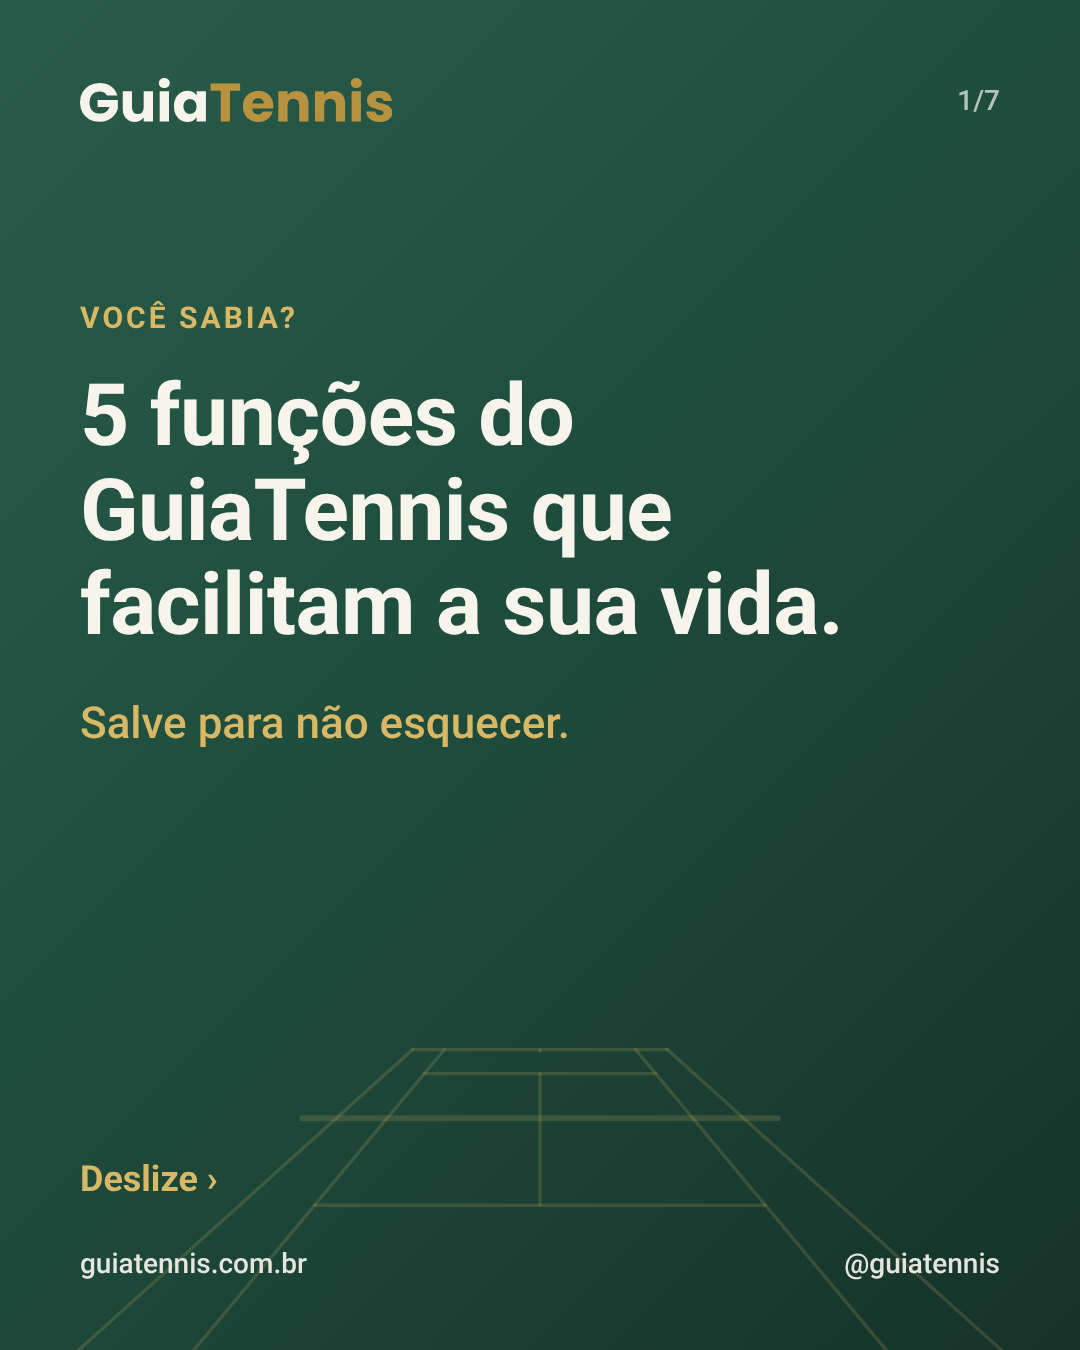 GuiaTennis
1/7
VOCÊ SABIA?
5 funções do
GuiaTennis que
facilitam a sua vida.
Salve para não esquecer.
Deslize ›
guiatennis.com.br
@guiatennis